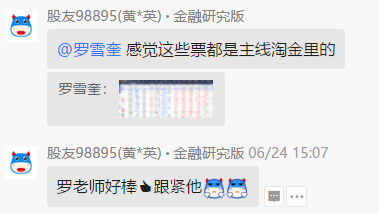 股友98895(黄*英) • 金融研究版
@罗雪奎 感觉这些票都是主线淘金里的
罗雪奎：
股友98895(黄*英) • 金融研究版 06/24 15:07
罗老师好棒👍跟紧他